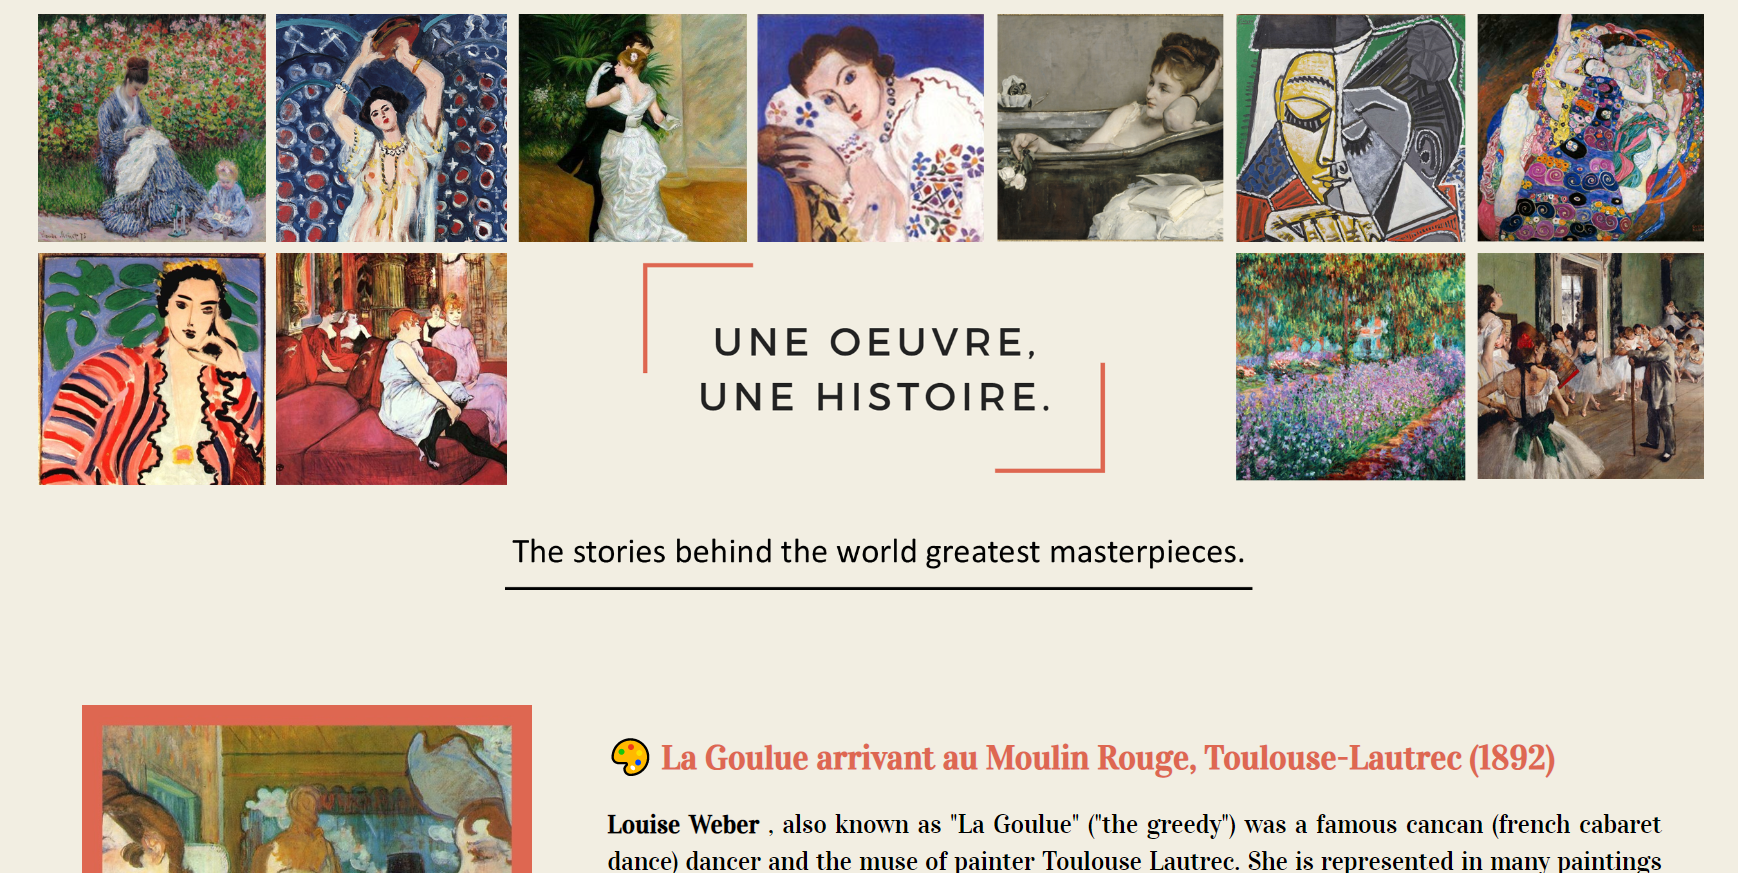 UNE OEUVRE,
UNE HISTOIRE.
The stories behind the world greatest masterpieces.
La Goulue arrivant au Moulin Rouge, Toulouse-Lautrec (1892)
Louise Weber , also known as "La Goulue" ("the greedy") was a famous cancan (french cabaret
dance) dancer and the muse of painter Toulouse Lautrec. She is represented in many paintings